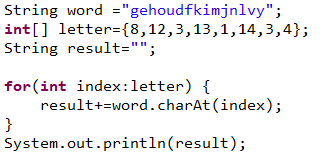 String word ="gehoudfkimjnlvy";
int[] letter={8,12,3,13,1,14,3,4};
String result="";
for(int index:letter) {
result+=word.charAt(index);
}
System.out.println(result);